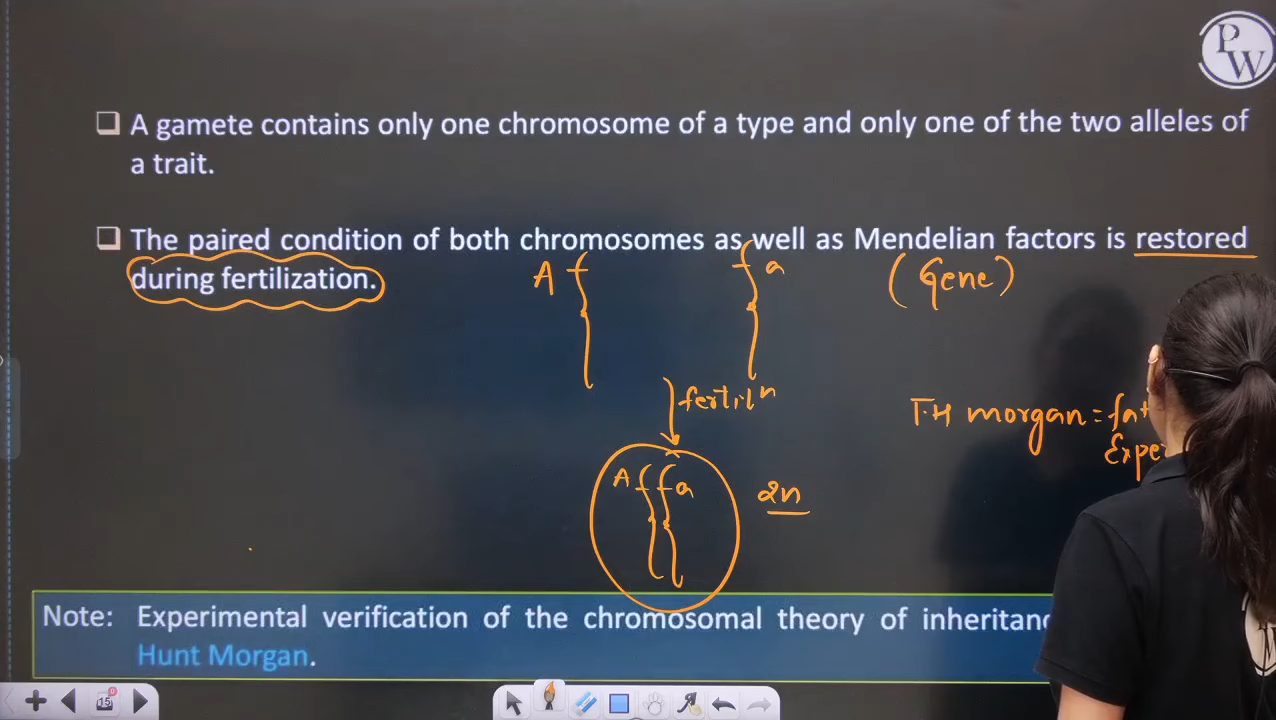 PW
A gamete contains only one chromosome of a type and only one of the two alleles of
a trait.
The paired condition of both chromosomes as well as Mendelian factors is restored
during fertilization.
A a (Gene)
fertilⁿ
T.H morgan =
A a 2n
Note: Experimental verification of the chromosomal theory of
Hunt Morgan.
15